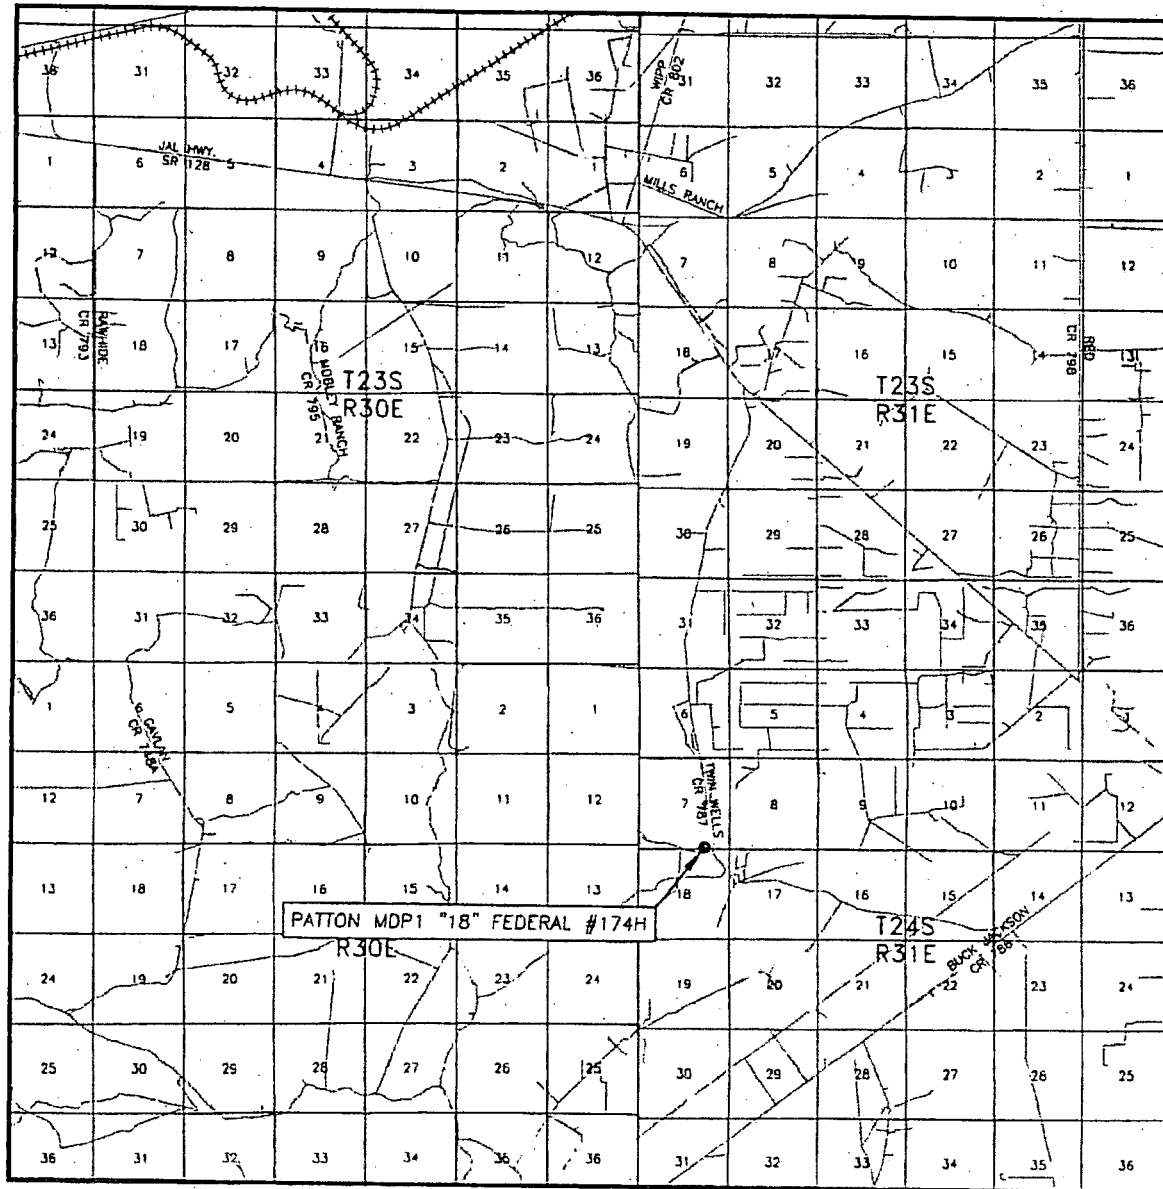 36 31 32 33 34 35 36 31 32 33 34 35 36
WIPP
CR 802
1 6 5 4 3 2 1 6 5 4 3 2 1
JAL HWY.
SR 128
MILLS RANCH
12 7 8 9 10 11 12 7 8 9 10 11 12
RAWHIDE
CR 793
13 18 17 16 15 14 13 18 17 16 15 14 13
RED
CR 798
MOBLEY RANCH
CR 795
T23S
R30E
T23S
R31E
24 19 20 21 22 23 24 19 20 21 22 23 24
25 30 29 28 27 26 25 30 29 28 27 26 25
36 31 32 33 34 35 36 31 32 33 34 35 36
1 6 5 3 2 1 6 5 4 3 2
GAVILAN
CR 748A
12 7 8 9 10 11 12 7 8 9 10 11 12
TWIN WELLS
CR 787
13 18 17 16 15 14 13 18 17 16 15 14 13
PATTON MDP1 "18" FEDERAL #174H
R30E
T24S
R31E
BUCK JACKSON
CR 786
24 19 20 21 22 23 24 19 20 21 22 23 24
25 30 29 28 27 26 25 30 29 28 27 26 25
36 31 32 33 34 35 36 31 32 33 34 35 36